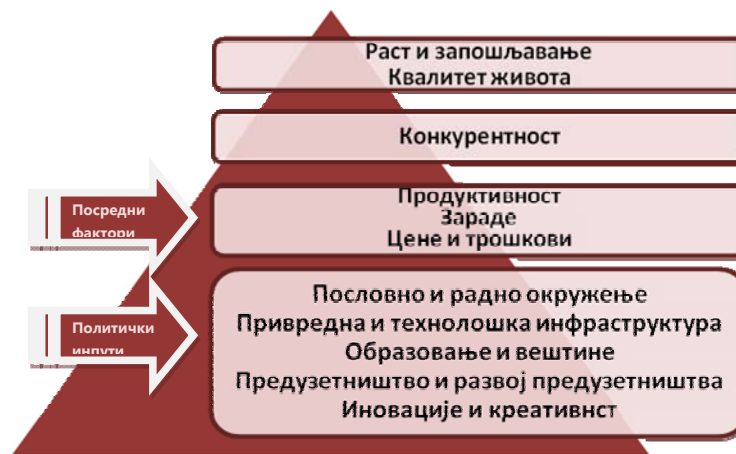 Раст и запошљавање
Квалитет живота
Конкурентност
Посредни
фактори
Продуктивност
Зараде
Цене и трошкови
Политички
инпути
Пословно и радно окружење
Привредна и технолошка инфраструктура
Образовање и вештине
Предузетништво и развој предузетништва
Иновације и креативнст